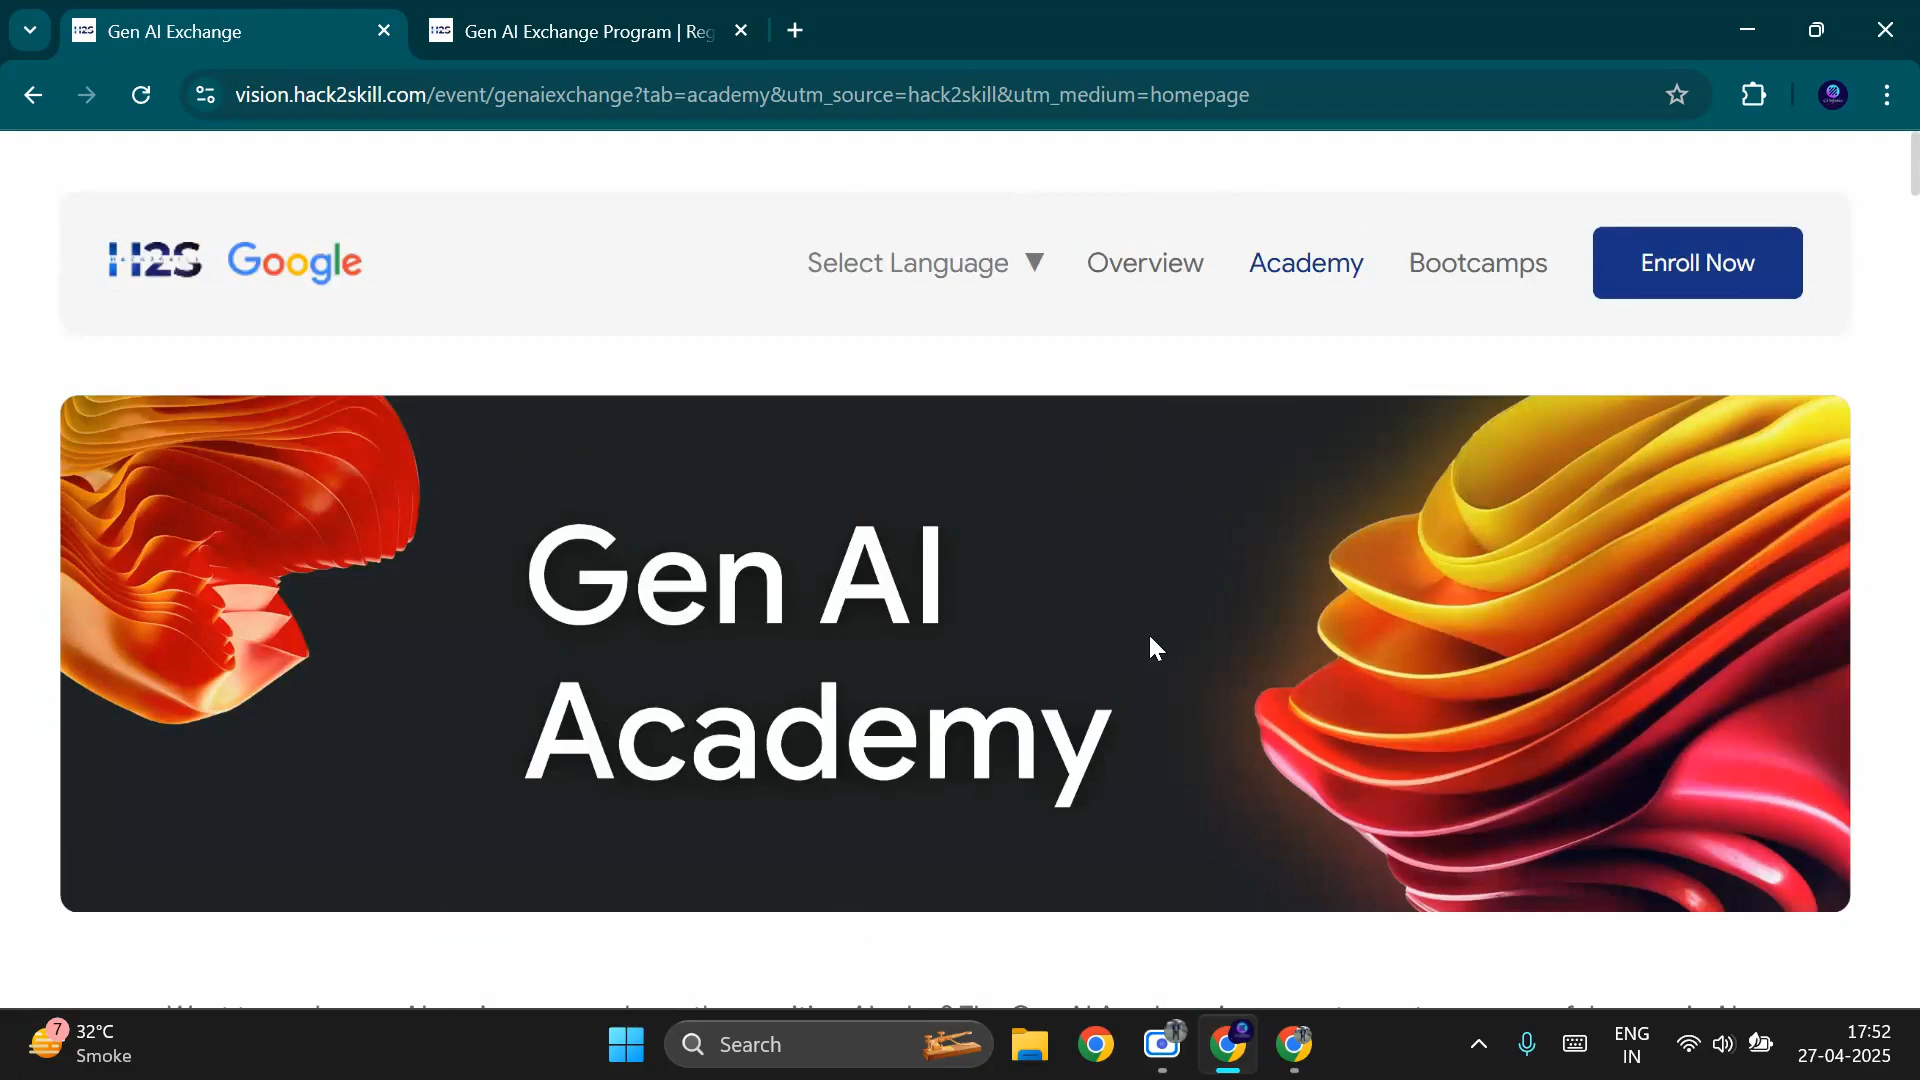 Gen AI Exchange
Gen AI Exchange Program | Reg
vision.hack2skill.com/event/genaiexchange?tab=academy&utm_source=hack2skill&utm_medium=homepage
H2S Google
Select Language ▼
Overview
Academy
Bootcamps
Enroll Now
Gen AI
Academy
7
32°C
Smoke
Search
ENG
IN
17:52
27-04-2025